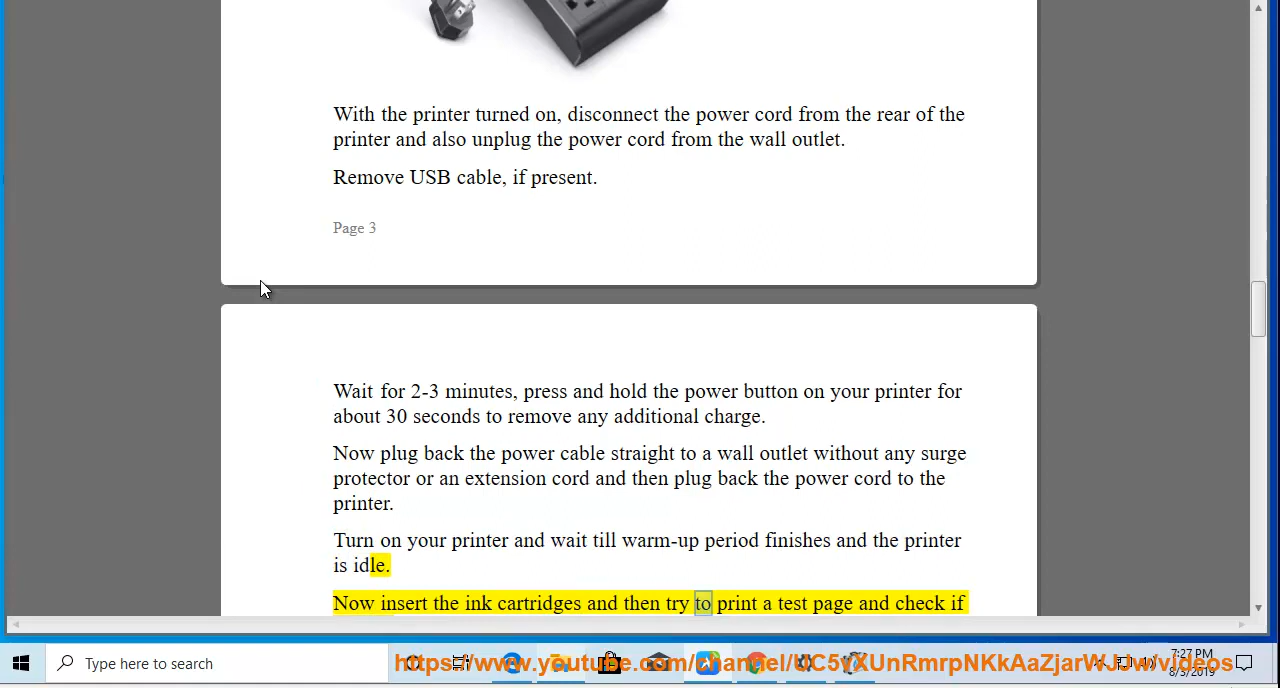 With the printer turned on, disconnect the power cord from the rear of the
printer and also unplug the power cord from the wall outlet.
Remove USB cable, if present.
Page 3
Wait for 2-3 minutes, press and hold the power button on your printer for
about 30 seconds to remove any additional charge.
Now plug back the power cable straight to a wall outlet without any surge
protector or an extension cord and then plug back the power cord to the
printer.
Turn on your printer and wait till warm-up period finishes and the printer
is idle.
Now insert the ink cartridges and then try to print a test page and check if
Type here to search
7:27 PM
8/3/2019